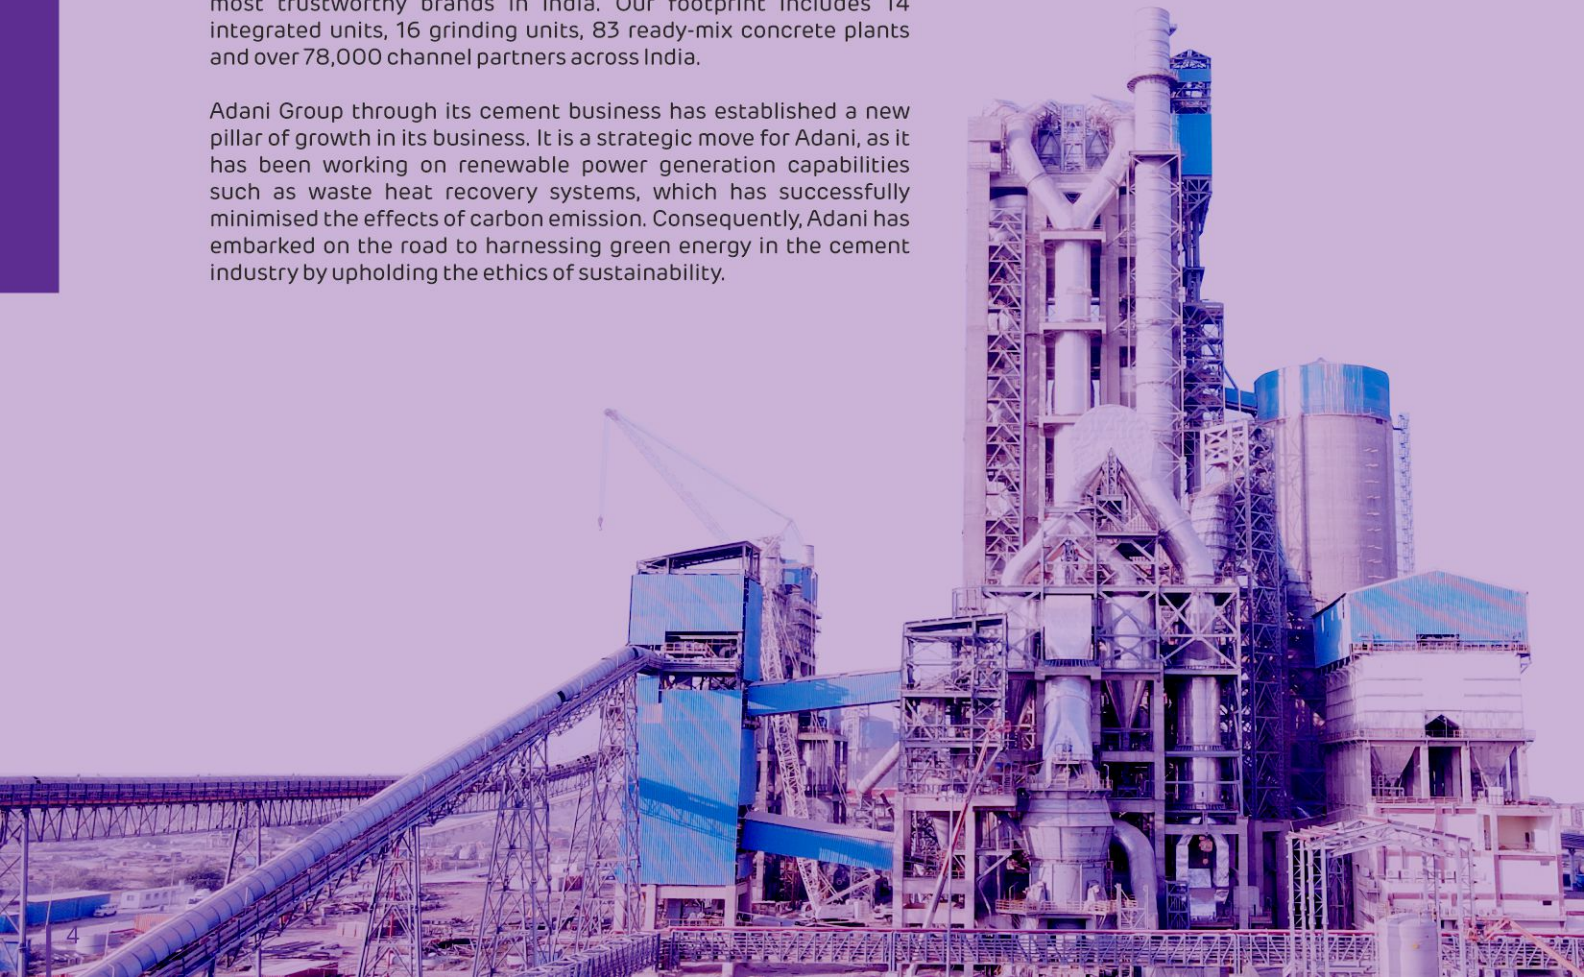 most trustworthy brands in India. Our footprint includes 14
integrated units, 16 grinding units, 83 ready-mix concrete plants
and over 78,000 channel partners across India.
Adani Group through its cement business has established a new
pillar of growth in its business. It is a strategic move for Adani, as it
has been working on renewable power generation capabilities
such as waste heat recovery systems, which has successfully
minimised the effects of carbon emission. Consequently, Adani has
embarked on the road to harnessing green energy in the cement
industry by upholding the ethics of sustainability.
4